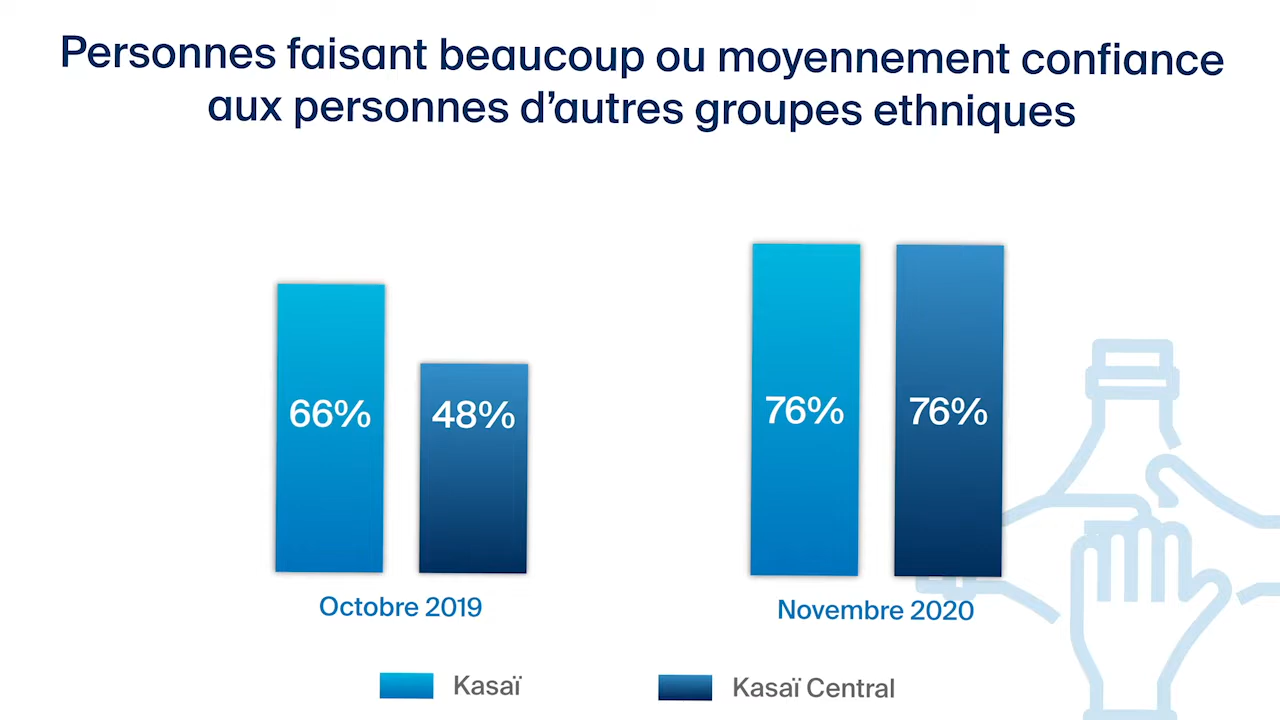 Personnes faisant beaucoup ou moyennement confiance
aux personnes d’autres groupes ethniques
66%
48%
76%
76%
Octobre 2019
Novembre 2020
Kasaï
Kasaï Central